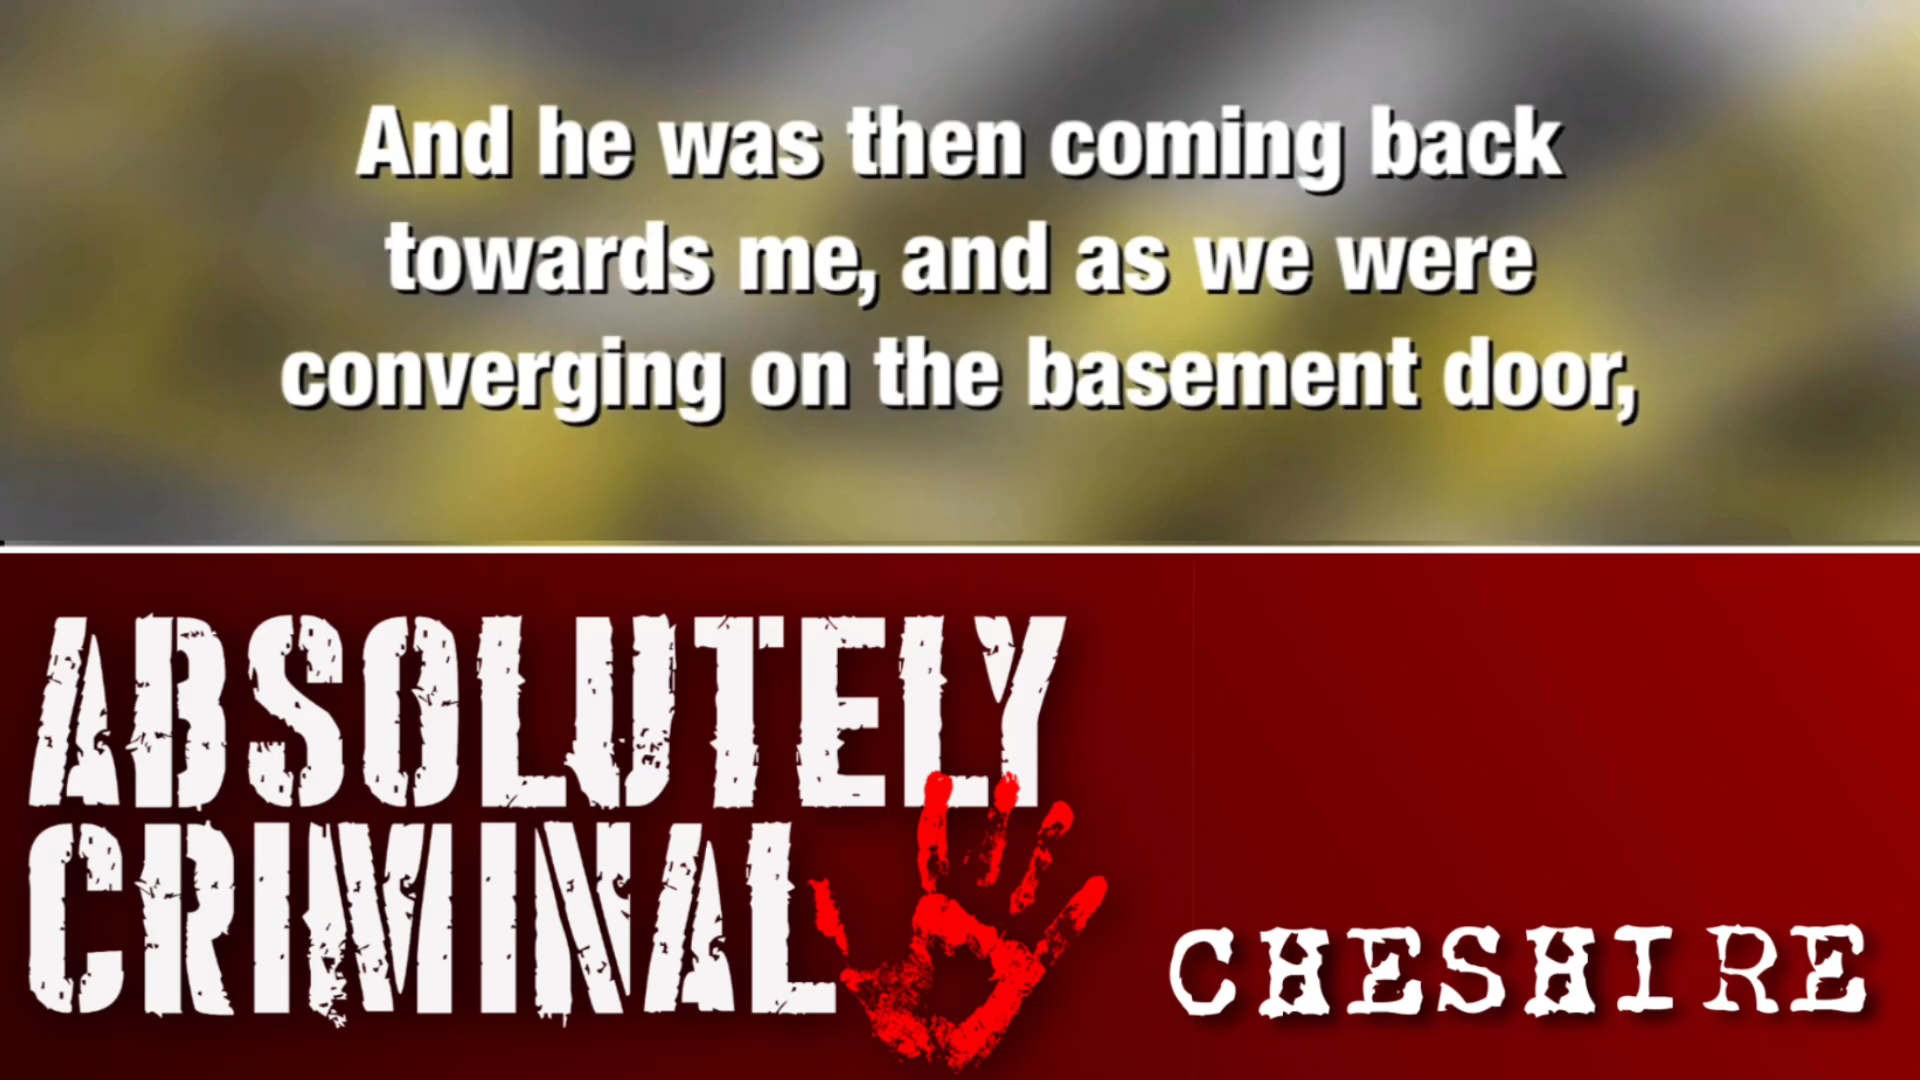 And he was then coming back
towards me, and as we were
converging on the basement door,
ABSOLUTELY
CRIMINAL
CHESHIRE